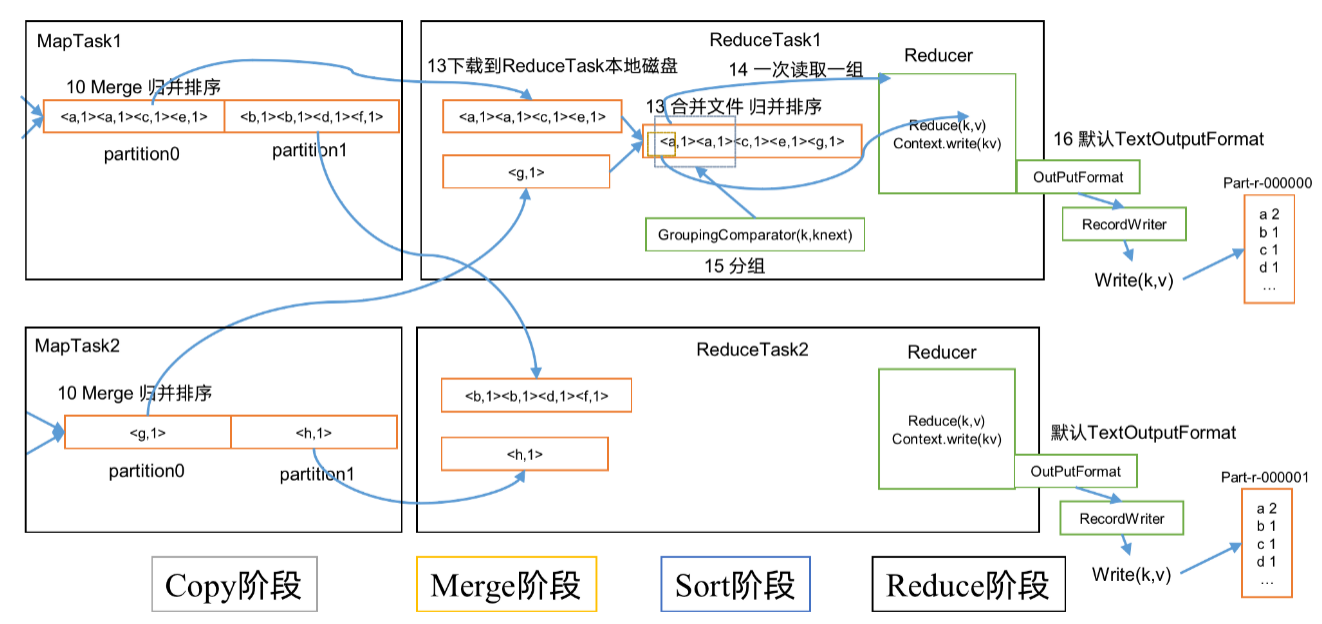 MapTask1
10 Merge 归并排序
<a,1><a,1><c,1><e,1>
<b,1><b,1><d,1><f,1>
partition0
partition1
ReduceTask1
13下载到ReduceTask本地磁盘
14 一次读取一组
Reducer
<a,1><a,1><c,1><e,1>
13 合并文件 归并排序
<a,1><a,1><c,1><e,1><g,1>
<g,1>
Reduce(k,v)
Context.write(kv)
GroupingComparator(k,knext)
15 分组
16 默认TextOutputFormat
OutPutFormat
RecordWriter
Write(k,v)
Part-r-000000
a 2
b 1
c 1
d 1
…
MapTask2
10 Merge 归并排序
<g,1>
<h,1>
partition0
partition1
ReduceTask2
Reducer
<b,1><b,1><d,1><f,1>
<h,1>
Reduce(k,v)
Context.write(kv)
默认TextOutputFormat
OutPutFormat
RecordWriter
Write(k,v)
Part-r-000001
a 2
b 1
c 1
d 1
…
Copy阶段
Merge阶段
Sort阶段
Reduce阶段